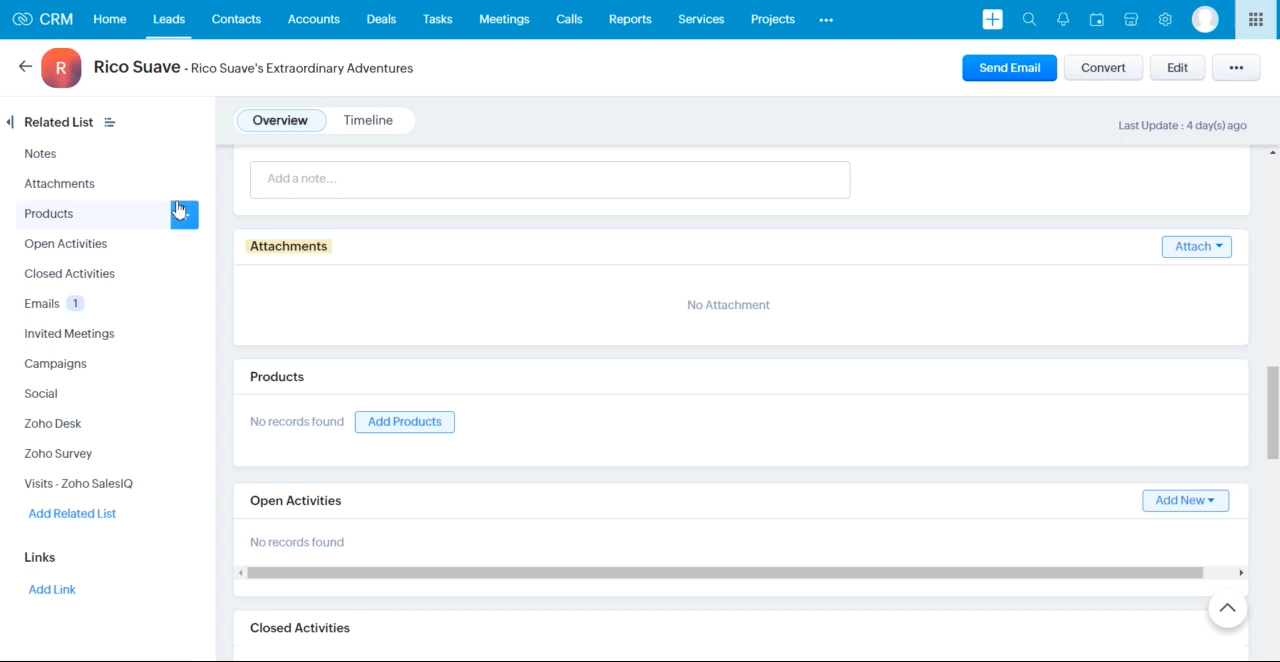 CRM Home Leads Contacts Accounts Deals Tasks Meetings Calls Reports Services Projects
R Rico Suave - Rico Suave's Extraordinary Adventures Send Email Convert Edit
Related List
Notes
Attachments
Products
Open Activities
Closed Activities
Emails 1
Invited Meetings
Campaigns
Social
Zoho Desk
Zoho Survey
Visits - Zoho SalesIQ
Add Related List
Links
Add Link
Overview Timeline
Last Update : 4 day(s) ago
Add a note...
Attachments Attach
No Attachment
Products
No records found Add Products
Open Activities Add New
No records found
Closed Activities